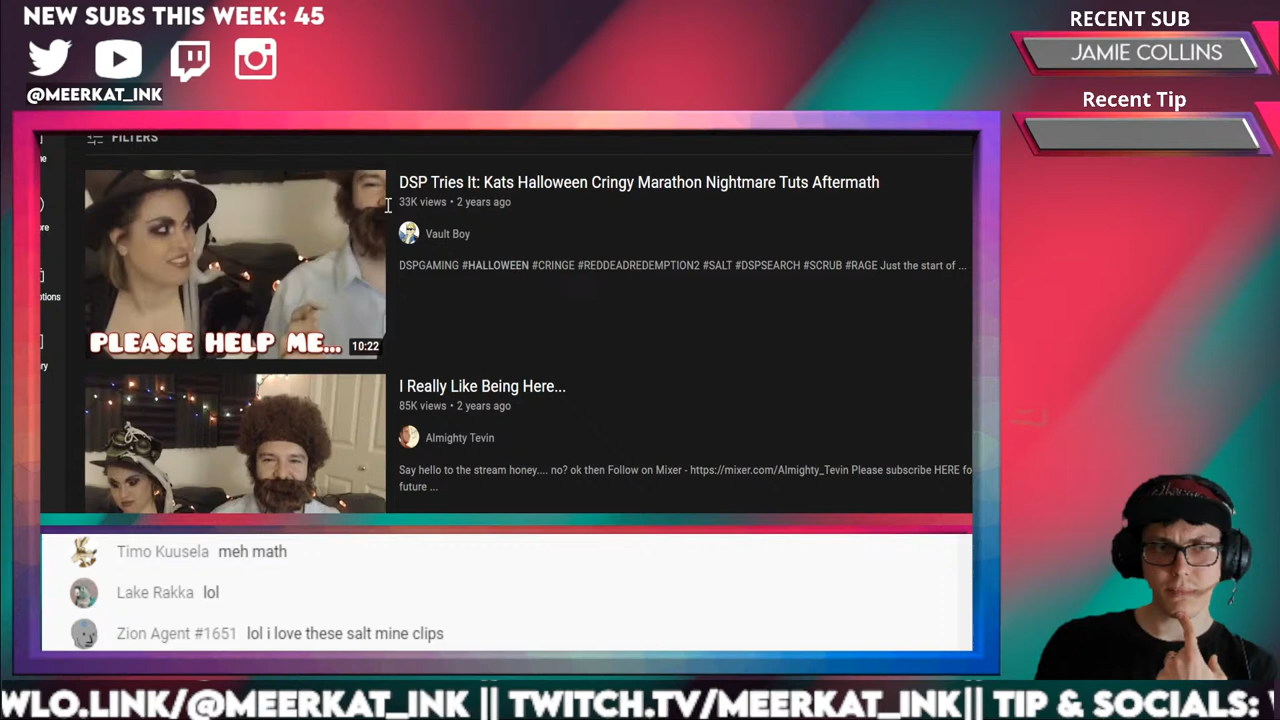 NEW SUBS THIS WEEK: 45
@MEERKAT_INK
RECENT SUB
JAMIE COLLINS
Recent Tip
FILTERS
DSP Tries It: Kats Halloween Cringy Marathon Nightmare Tuts Aftermath
33K views • 2 years ago
Vault Boy
DSPGAMING #HALLOWEEN #CRINGE #REDDEADREDEMPTION2 #SALT #DSPSEARCH #SCRUB #RAGE Just the start of ...
PLEASE HELP ME...
10:22
I Really Like Being Here...
85K views • 2 years ago
Almighty Tevin
Say hello to the stream honey.... no? ok then Follow on Mixer - https://mixer.com/Almighty_Tevin Please subscribe HERE fo
future ...
Timo Kuusela meh math
Lake Rakka lol
Zion Agent #1651 lol i love these salt mine clips
WLO.LINK/@MEERKAT_INK || TWITCH.TV/MEERKAT_INK|| TIP & SOCIALS: